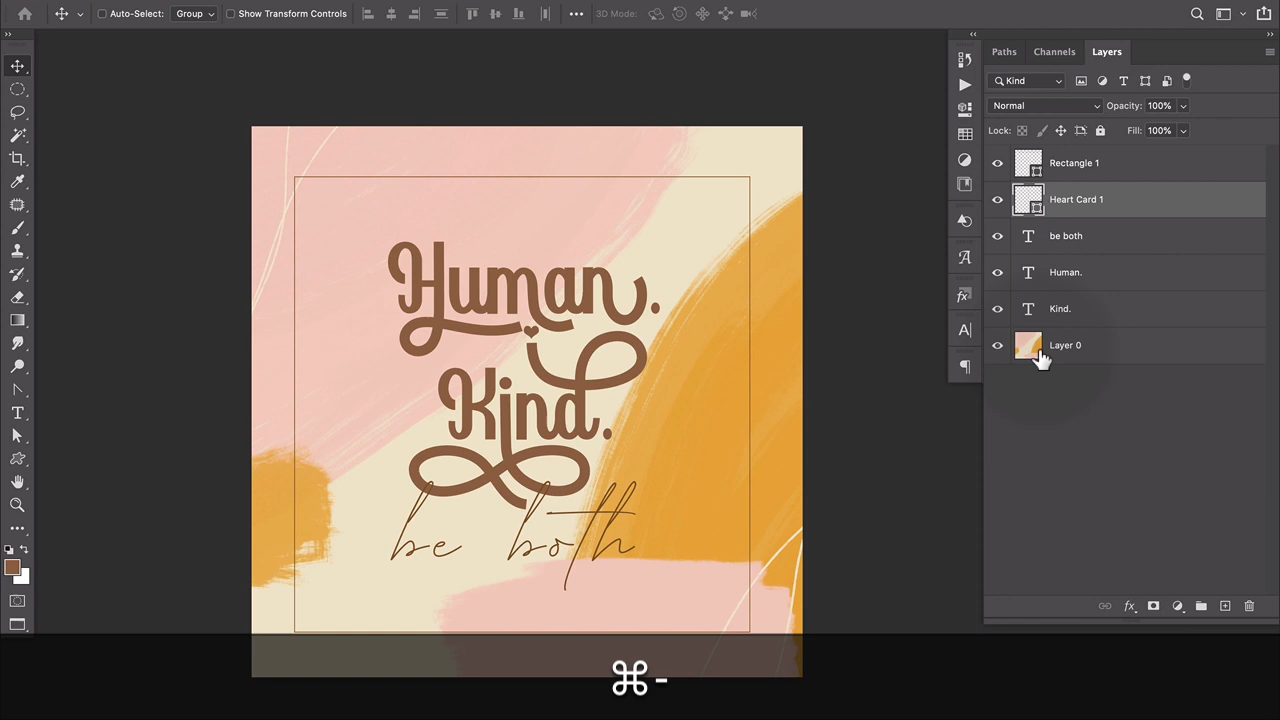 Auto-Select: Group Show Transform Controls 3D Mode:
Paths Channels Layers
Kind
Normal Opacity: 100%
Lock: Fill: 100%
Rectangle 1
Heart Card 1
T be both
T Human.
T Kind.
Layer 0
Human.
Kind.
be both
⌘-